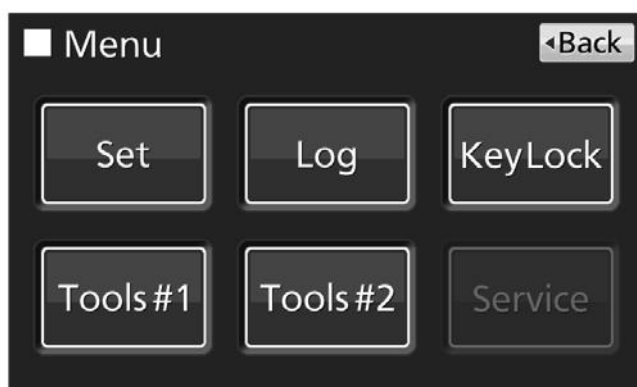 Menu
◂Back
Set
Log
KeyLock
Tools#1
Tools#2
Service